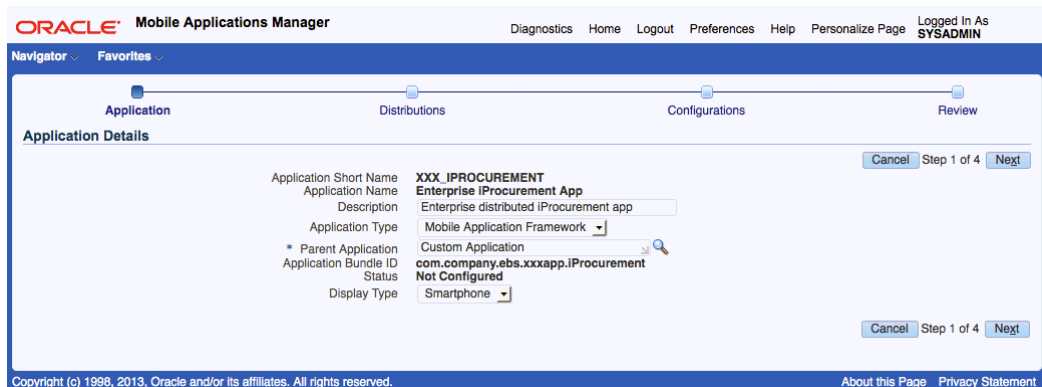 ORACLE Mobile Applications Manager
Diagnostics Home Logout Preferences Help Personalize Page Logged In As SYSADMIN
Navigator Favorites
Application Distributions Configurations Review
Application Details
Cancel Step 1 of 4 Next
Application Short Name XXX_IPROCUREMENT
Application Name Enterprise iProcurement App
Description Enterprise distributed iProcurement app
Application Type Mobile Application Framework
* Parent Application Custom Application
Application Bundle ID com.company.ebs.xxxapp.iProcurement
Status Not Configured
Display Type Smartphone
Cancel Step 1 of 4 Next
Copyright (c) 1998, 2013, Oracle and/or its affiliates. All rights reserved. About this Page Privacy Statement